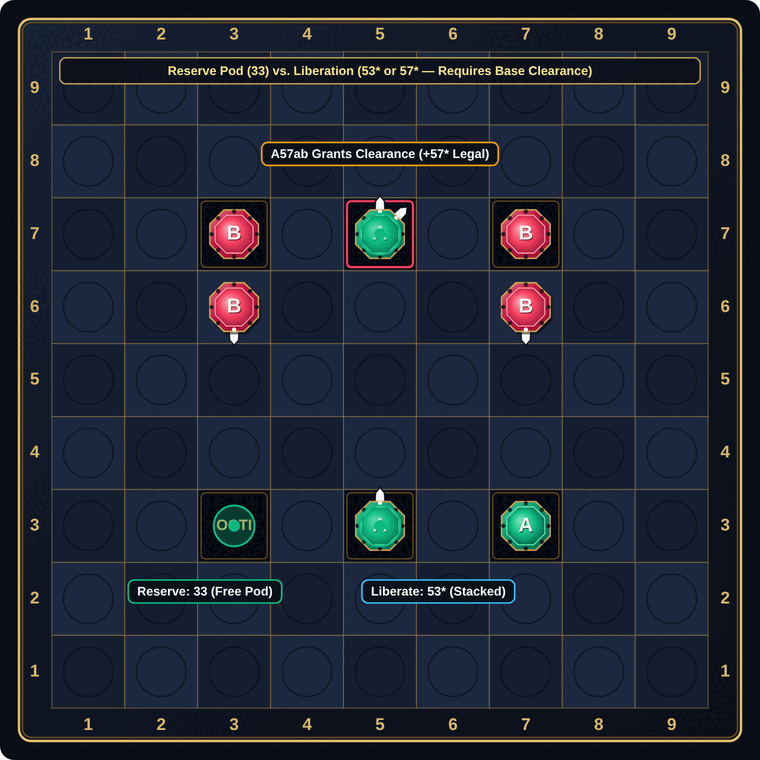 1 2 3 4 5 6 7 8 9
Reserve Pod (33) vs. Liberation (53* or 57* — Requires Base Clearance)
9 9
A57ab Grants Clearance (+57* Legal)
8 8
7 B B 7
6 B B 6
5 5
4 4
3 OOTI A 3
Reserve: 33 (Free Pod) Liberate: 53* (Stacked)
2 2
1 1
1 2 3 4 5 6 7 8 9